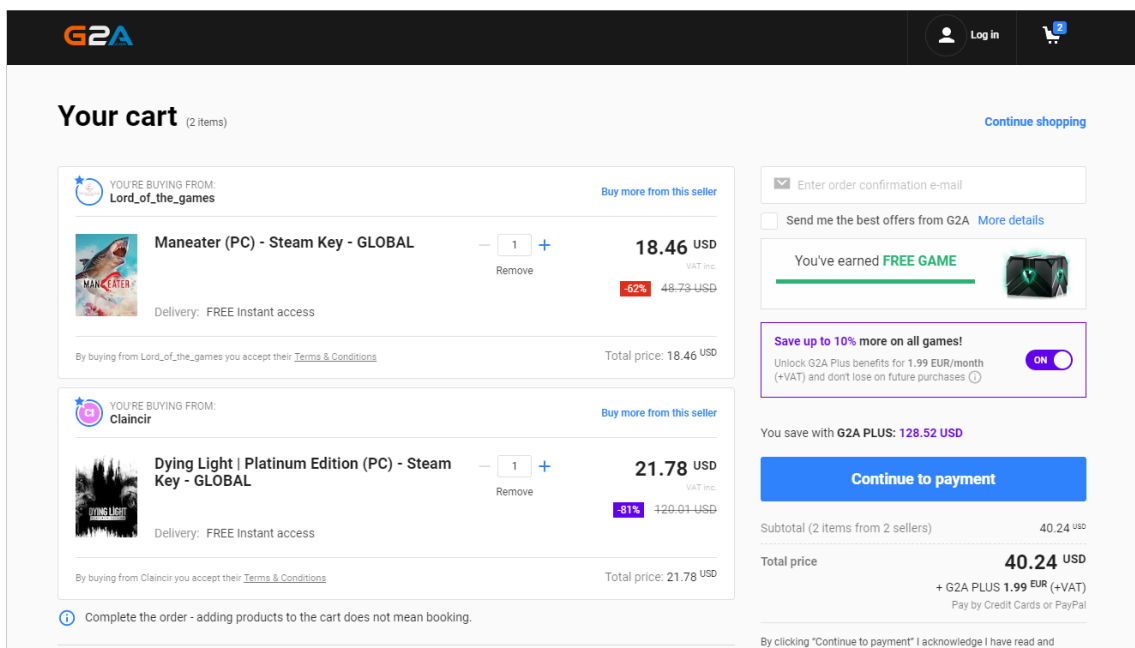 G2A
Log in
2
Your cart (2 items)
Continue shopping
YOU'RE BUYING FROM:
Lord_of_the_games
Buy more from this seller
MANEATER
Maneater (PC) - Steam Key - GLOBAL
1
Remove
18.46 USD
VAT inc.
-62% 48.73 USD
Delivery: FREE Instant access
By buying from Lord_of_the_games you accept their Terms & Conditions
Total price: 18.46 USD
CI
YOU'RE BUYING FROM:
Claincir
Buy more from this seller
DYING LIGHT
Dying Light | Platinum Edition (PC) - Steam
Key - GLOBAL
1
Remove
21.78 USD
VAT inc.
-81% 120.01 USD
Delivery: FREE Instant access
By buying from Claincir you accept their Terms & Conditions
Total price: 21.78 USD
Complete the order - adding products to the cart does not mean booking.
Enter order confirmation e-mail
Send me the best offers from G2A More details
You've earned FREE GAME
Save up to 10% more on all games!
Unlock G2A Plus benefits for 1.99 EUR/month
(+VAT) and don't lose on future purchases
ON
You save with G2A PLUS: 128.52 USD
Continue to payment
Subtotal (2 items from 2 sellers) 40.24 USD
Total price 40.24 USD
+ G2A PLUS 1.99 EUR (+VAT)
Pay by Credit Cards or PayPal
By clicking "Continue to payment" I acknowledge I have read and